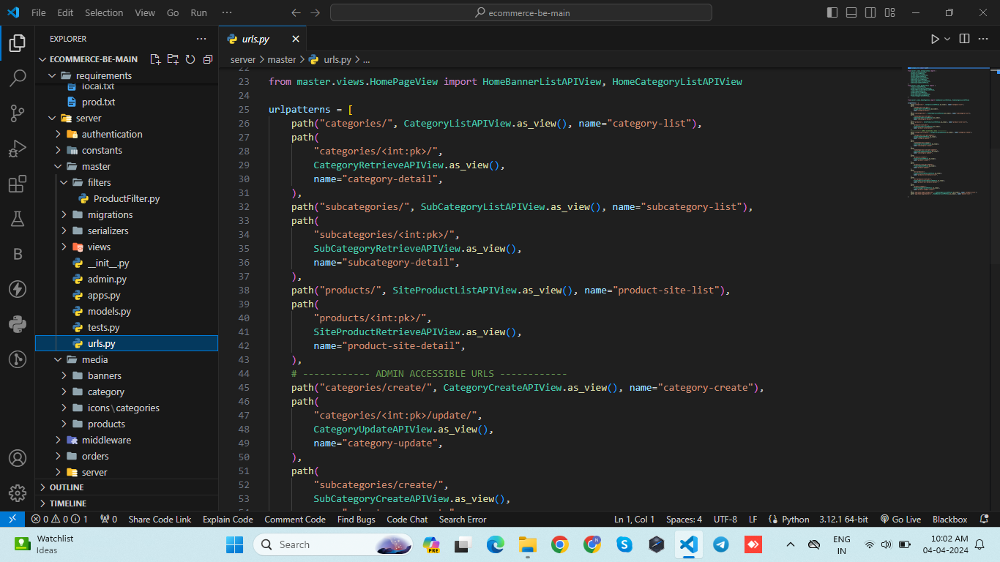 File Edit Selection View Go Run ···
ecommerce-be-main
EXPLORER
ECOMMERCE-BE-MAIN
requirements
local.txt
prod.txt
server
authentication
constants
master
filters
ProductFilter.py
migrations
serializers
views
__init__.py
admin.py
apps.py
models.py
tests.py
urls.py
media
banners
category
icons\categories
products
middleware
orders
server
OUTLINE
TIMELINE
urls.py
server > master > urls.py > ...
22
23 from master.views.HomePageView import HomeBannerListAPIView, HomeCategoryListAPIView
24
25 urlpatterns = [
26 path("categories/", CategoryListAPIView.as_view(), name="category-list"),
27 path(
28 "categories/<int:pk>/",
29 CategoryRetrieveAPIView.as_view(),
30 name="category-detail",
31 ),
32 path("subcategories/", SubCategoryListAPIView.as_view(), name="subcategory-list"),
33 path(
34 "subcategories/<int:pk>/",
35 SubCategoryRetrieveAPIView.as_view(),
36 name="subcategory-detail",
37 ),
38 path("products/", SiteProductListAPIView.as_view(), name="product-site-list"),
39 path(
40 "products/<int:pk>/",
41 SiteProductRetrieveAPIView.as_view(),
42 name="product-site-detail",
43 ),
44 # ------------ ADMIN ACCESSIBLE URLS ------------
45 path("categories/create/", CategoryCreateAPIView.as_view(), name="category-create"),
46 path(
47 "categories/<int:pk>/update/",
48 CategoryUpdateAPIView.as_view(),
49 name="category-update",
50 ),
51 path(
52 "subcategories/create/",
53 SubCategoryCreateAPIView.as_view(),
0 0 1 0 Share Code Link Explain Code Comment Code Find Bugs Code Chat Search Error Ln 1, Col 1 Spaces: 4 UTF-8 LF Python 3.12.1 64-bit Go Live Blackbox
Watchlist
Ideas
Search
PRE
ENG
IN
10:02 AM
04-04-2024